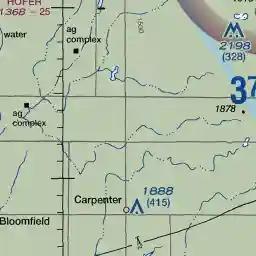 HOFER
1368 - 25
water
ag
complex
2198
(328)
37
1878
ag
complex
Carpenter
1888
(415)
Bloomfield